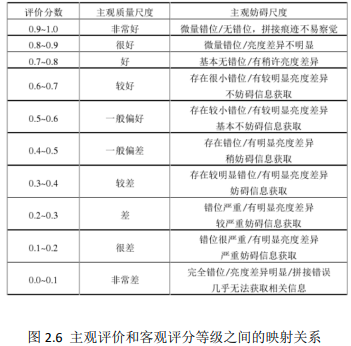 评价分数 主观质量尺度 主观妨碍尺度
0.9~1.0 非常好 微量错位/无错位，拼接痕迹不易察觉
0.8~0.9 很好 微量错位/亮度差异不明显
0.7~0.8 好 基本无错位/有稍许亮度差异
0.6~0.7 较好 存在很小错位/有较明显亮度差异
不妨碍信息获取
0.5~0.6 一般偏好 存在较小错位/有较明显亮度差异
基本不妨碍信息获取
0.4~0.5 一般偏差 存在错位/有明显亮度差异
稍妨碍信息获取
0.3~0.4 较差 存在较明显错位/有明显亮度差异
妨碍信息获取
0.2~0.3 差 错位严重/有明显亮度差异
较严重妨碍信息获取
0.1~0.2 很差 错位很严重/有明显亮度差异
严重妨碍信息获取
0.0~0.1 非常差 完全错位/亮度差异明显/拼接错误
几乎无法获取相关信息
图 2.6 主观评价和客观评分等级之间的映射关系